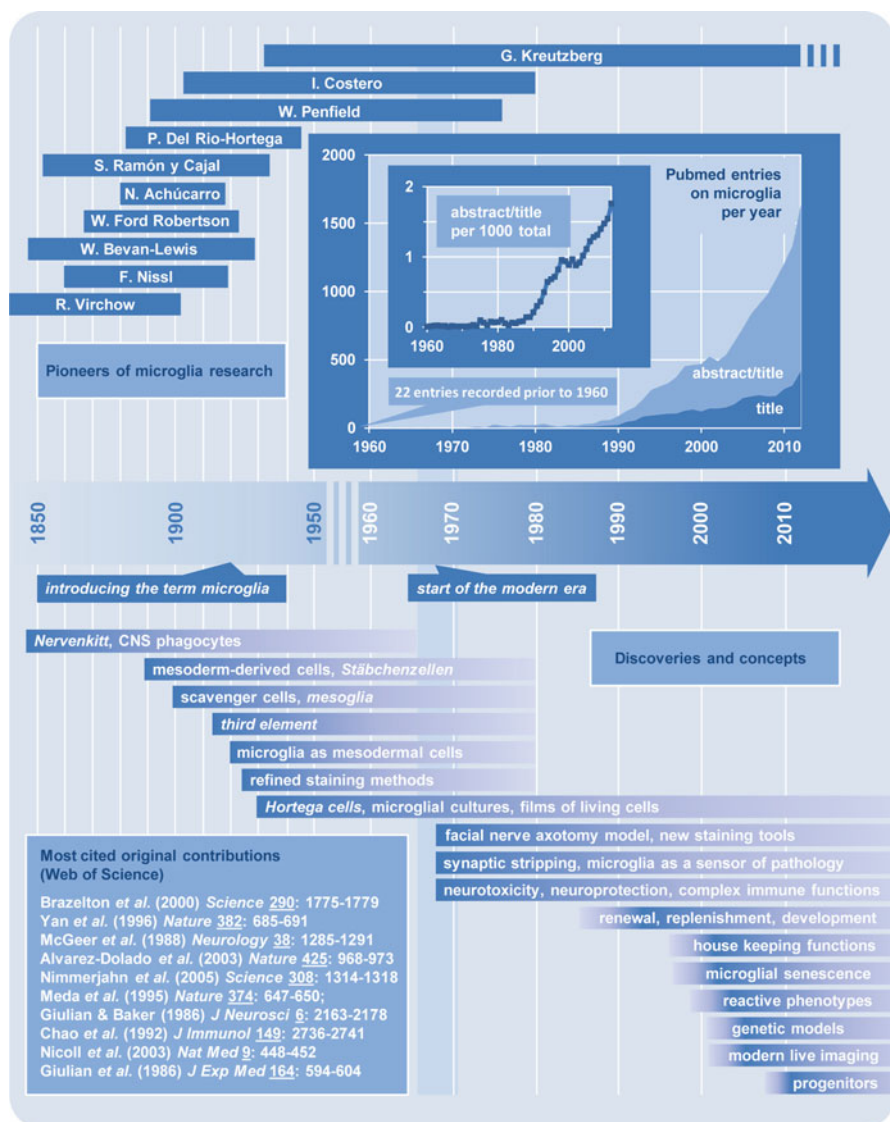 G. Kreutzberg
I. Costero
W. Penfield
P. Del Rio-Hortega
S. Ramón y Cajal
N. Achúcarro
W. Ford Robertson
W. Bevan-Lewis
F. Nissl
R. Virchow
Pioneers of microglia research
2000
1500
1000
500
0
1960
1970
1980
1990
2000
2010
Pubmed entries
on microglia
per year
abstract/title
title
22 entries recorded prior to 1960
2
1
0
1960
1980
2000
abstract/title
per 1000 total
1850
1900
1950
1960
1970
1980
1990
2000
2010
introducing the term microglia
start of the modern era
Discoveries and concepts
Nervenkitt, CNS phagocytes
mesoderm-derived cells, Stäbchenzellen
scavenger cells, mesoglia
third element
microglia as mesodermal cells
refined staining methods
Hortega cells, microglial cultures, films of living cells
facial nerve axotomy model, new staining tools
synaptic stripping, microglia as a sensor of pathology
neurotoxicity, neuroprotection, complex immune functions
renewal, replenishment, development
house keeping functions
microglial senescence
reactive phenotypes
genetic models
modern live imaging
progenitors
Most cited original contributions
(Web of Science)
Brazelton et al. (2000) Science 290: 1775-1779
Yan et al. (1996) Nature 382: 685-691
McGeer et al. (1988) Neurology 38: 1285-1291
Alvarez-Dolado et al. (2003) Nature 425: 968-973
Nimmerjahn et al. (2005) Science 308: 1314-1318
Meda et al. (1995) Nature 374: 647-650;
Giulian & Baker (1986) J Neurosci 6: 2163-2178
Chao et al. (1992) J Immunol 149: 2736-2741
Nicoll et al. (2003) Nat Med 9: 448-452
Giulian et al. (1986) J Exp Med 164: 594-604